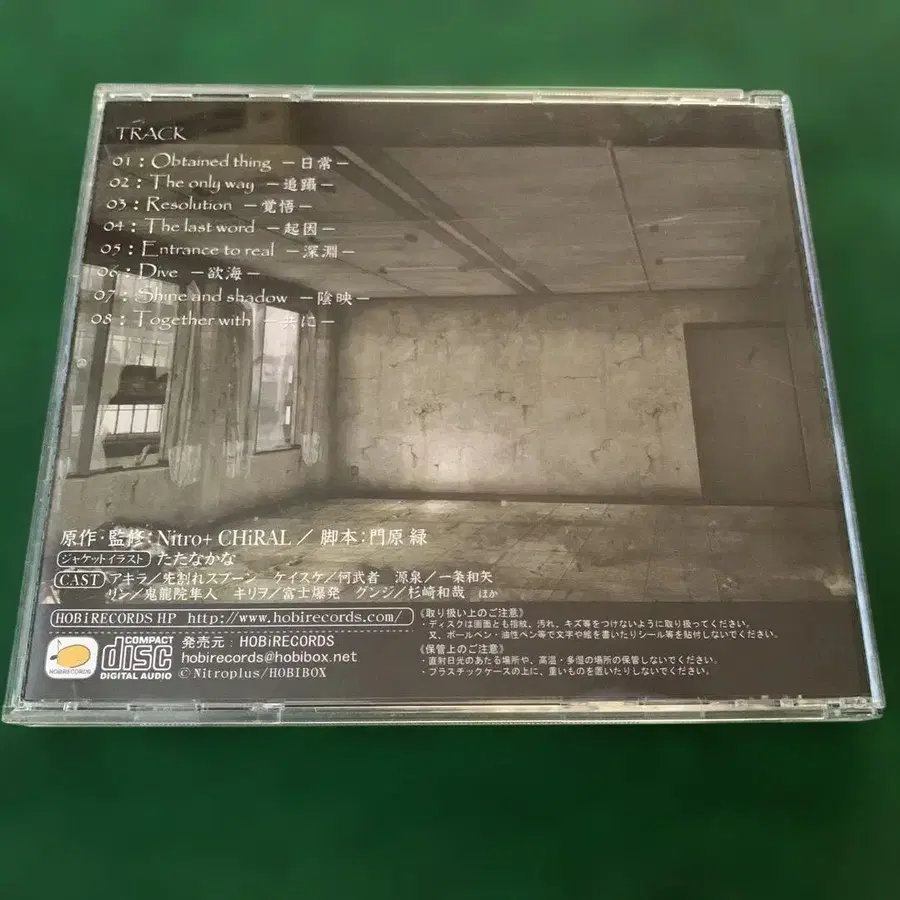 TRACK
01 : Obtained thing －日常－
02 : The only way －追躡－
03 : Resolution －覚悟－
04 : The last word －起因－
05 : Entrance to real －深淵－
06 : Dive －欲海－
07 : Shine and shadow －陰映－
08 : Together with －共に－
原作・監修：Nitro+ CHiRAL ／ 脚本：門原 緑
ジャケットイラスト たたなかな
CAST アキラ／先割れスプーン ケイスケ／何武者 源泉／一条和矢
リン／鬼龍院隼人 キリヲ／富士爆発 グンジ／杉崎和哉 ほか
HOBiRECORDS HP http://www.hobirecords.com/
HOBiRECORDS
COMPACT disc DIGITAL AUDIO
発売元：HOBiRECORDS
hobirecords@hobibox.net
© Nitroplus/HOBIBOX
《取り扱い上のご注意》
・ディスクは両面とも指紋、汚れ、キズ等をつけないように取り扱ってください。
又、ボールペン・油性ペン等で文字や絵を書いたりシール等を貼付しないでください。
《保管上のご注意》
・直射日光のあたる場所や、高温・多湿の場所の保管しないでください。
・プラスチックケースの上に、重いものを置いたりしないでください。